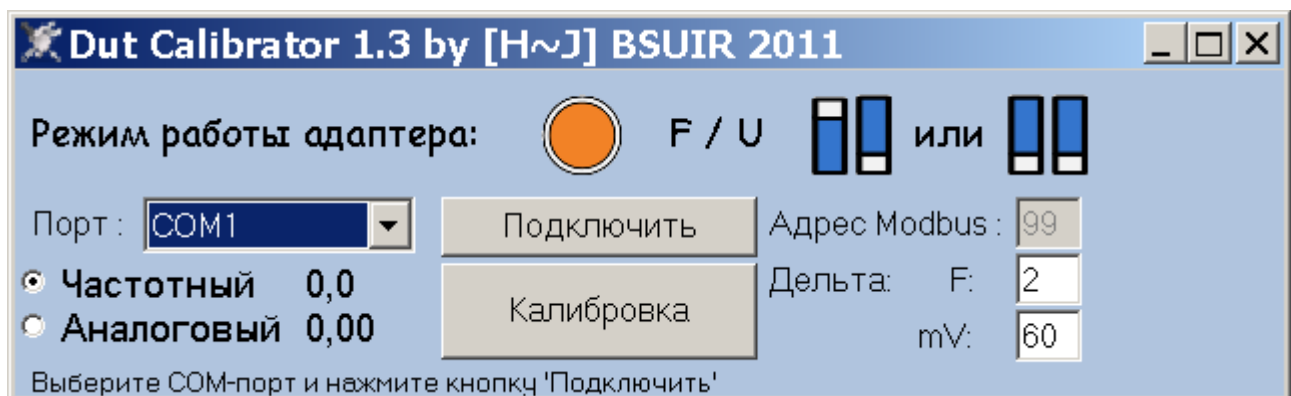 Dut Calibrator 1.3 by [H~J] BSUIR 2011
Режим работы адаптера: F / U или
Порт : COM1 Подключить Адрес Modbus : 99
Частотный 0,0 Калибровка Дельта: F: 2
Аналоговый 0,00 mV: 60
Выберите COM-порт и нажмите кнопку 'Подключить'